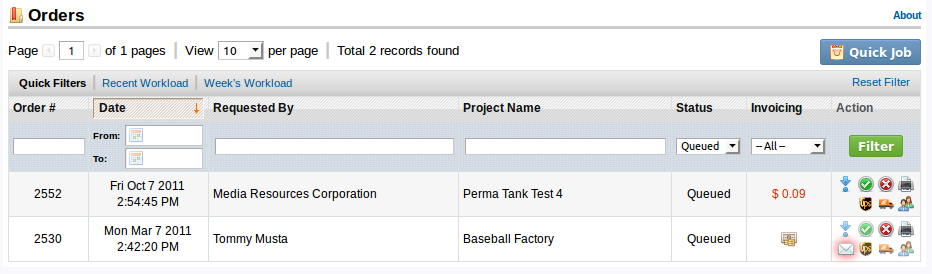 Orders About
Page 1 of 1 pages | View 10 per page | Total 2 records found Quick Job
Quick Filters | Recent Workload | Week's Workload Reset Filter
Order # Date Requested By Project Name Status Invoicing Action
From:
To:
Queued -- All -- Filter
2552 Fri Oct 7 2011 Media Resources Corporation Perma Tank Test 4 Queued $ 0.09
2:54:45 PM
ups
2530 Mon Mar 7 2011 Tommy Musta Baseball Factory Queued
2:42:20 PM
ups